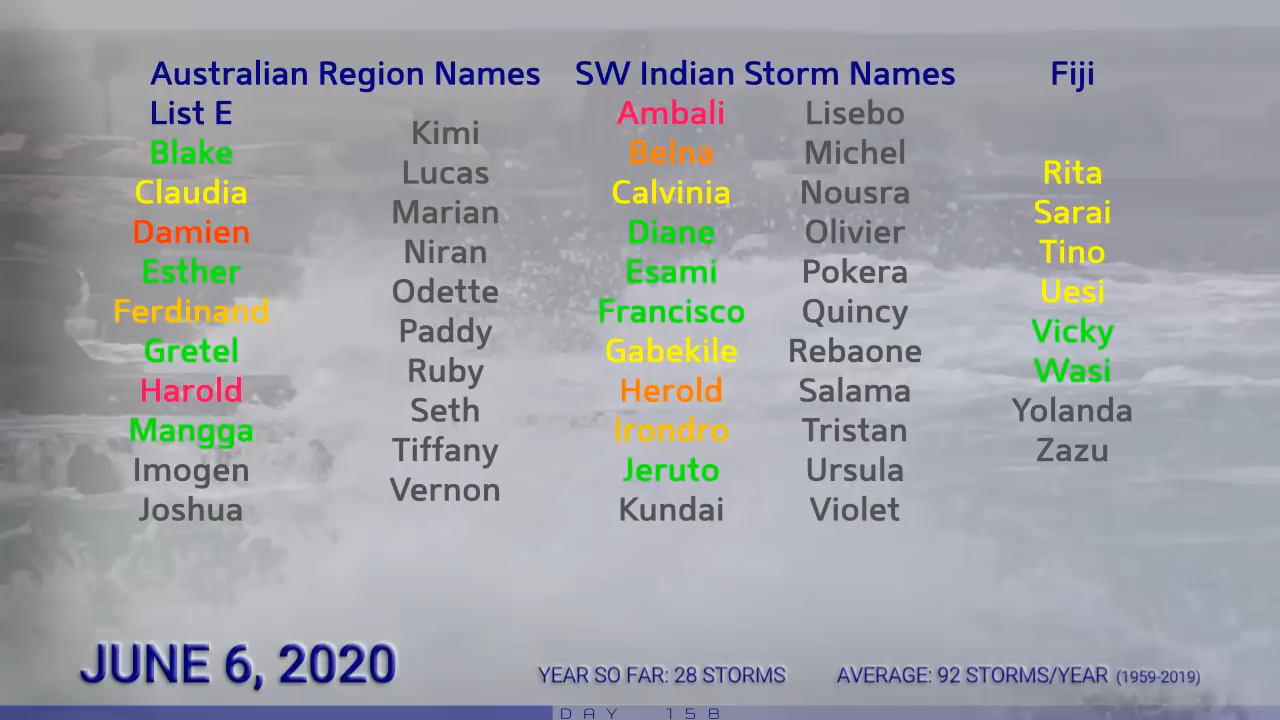 Australian Region Names
List E
Blake
Claudia
Damien
Esther
Ferdinand
Gretel
Harold
Mangga
Imogen
Joshua
Kimi
Lucas
Marian
Niran
Odette
Paddy
Ruby
Seth
Tiffany
Vernon
SW Indian Storm Names
Ambali
Belna
Calvinia
Diane
Esami
Francisco
Gabekile
Herold
Irondro
Jeruto
Kundai
Lisebo
Michel
Nousra
Olivier
Pokera
Quincy
Rebaone
Salama
Tristan
Ursula
Violet
Fiji
Rita
Sarai
Tino
Uesi
Vicky
Wasi
Yolanda
Zazu
JUNE 6, 2020
YEAR SO FAR: 28 STORMS
AVERAGE: 92 STORMS/YEAR (1959-2019)
DAY 158